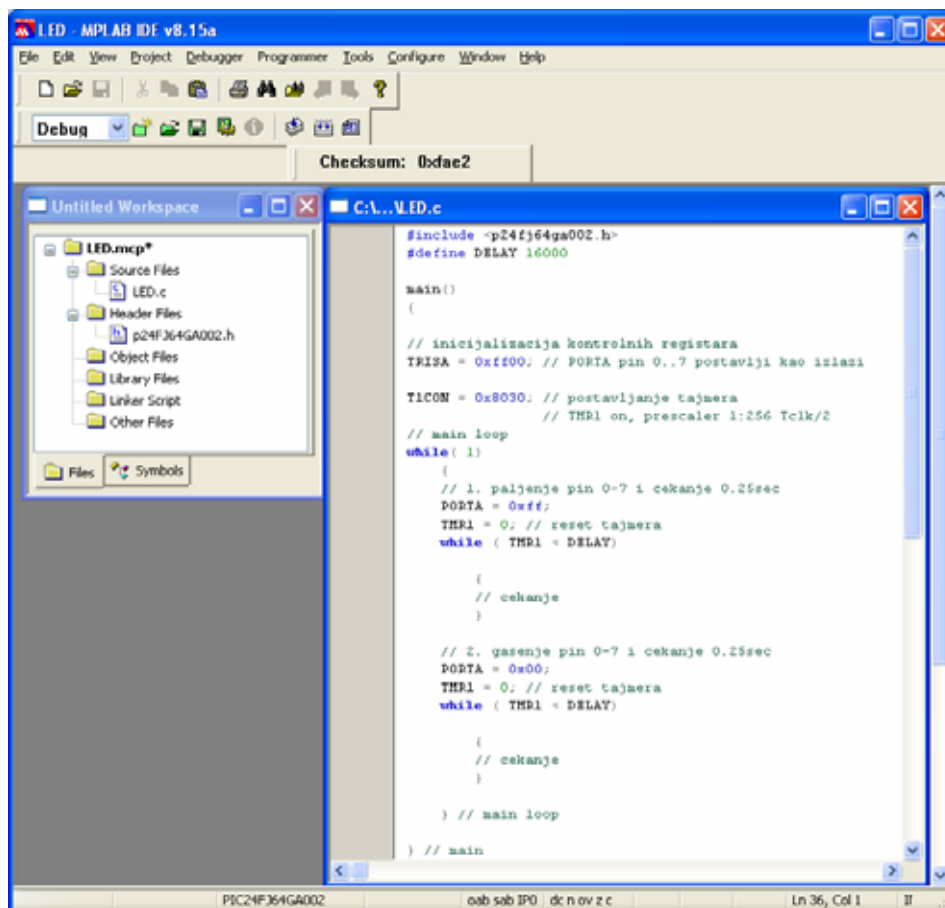 LED - MPLAB IDE v8.15a
File Edit View Project Debugger Programmer Tools Configure Window Help
Debug
Checksum: 0xfae2
Untitled Workspace
LED.mcp*
Source Files
LED.c
Header Files
p24FJ64GA002.h
Object Files
Library Files
Linker Script
Other Files
Files Symbols
C:\...\LED.c
#include <p24fj64ga002.h>
#define DELAY 16000
main()
{
// inicijalizacija kontrolnih registara
TRISA = 0xff00; // PORTA pin 0..7 postavlji kao izlazi
T1CON = 0x8030; // postavljanje tajmera
// TMR1 on, prescaler 1:256 Tclk/2
// main loop
while( 1)
{
// 1. paljenje pin 0-7 i cekanje 0.25sec
PORTA = 0xff;
TMR1 = 0; // reset tajmera
while ( TMR1 < DELAY)
{
// cekanje
}
// 2. gasenje pin 0-7 i cekanje 0.25sec
PORTA = 0x00;
TMR1 = 0; // reset tajmera
while ( TMR1 < DELAY)
{
// cekanje
}
} // main loop
} // main
PIC24FJ64GA002 oab sab IP0 dc n ov z c Ln 36, Col 1